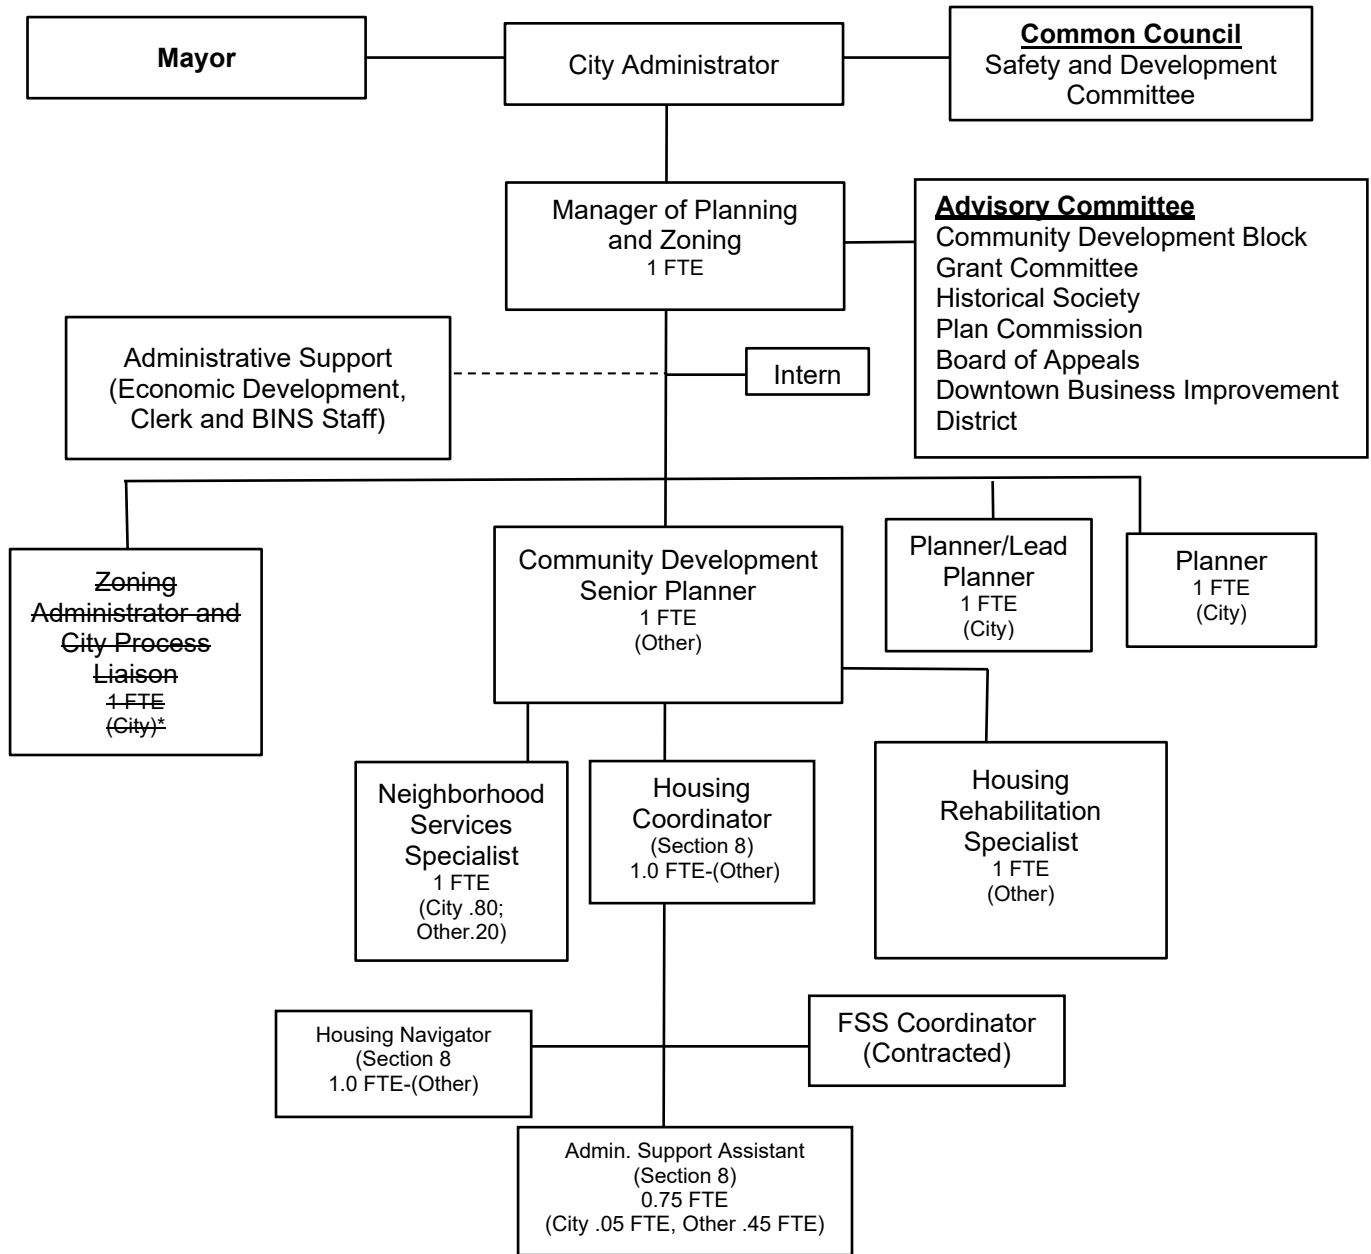 Mayor
City Administrator
Common Council
Safety and Development
Committee
Manager of Planning
and Zoning
1 FTE
Advisory Committee
Community Development Block
Grant Committee
Historical Society
Plan Commission
Board of Appeals
Downtown Business Improvement
District
Administrative Support
(Economic Development,
Clerk and BINS Staff)
Intern
Zoning
Administrator and
City Process
Liaison
1 FTE
(City)*
Community Development
Senior Planner
1 FTE
(Other)
Planner/Lead
Planner
1 FTE
(City)
Planner
1 FTE
(City)
Neighborhood
Services
Specialist
1 FTE
(City .80;
Other.20)
Housing
Coordinator
(Section 8)
1.0 FTE-(Other)
Housing
Rehabilitation
Specialist
1 FTE
(Other)
Housing Navigator
(Section 8
1.0 FTE-(Other)
FSS Coordinator
(Contracted)
Admin. Support Assistant
(Section 8)
0.75 FTE
(City .05 FTE, Other .45 FTE)